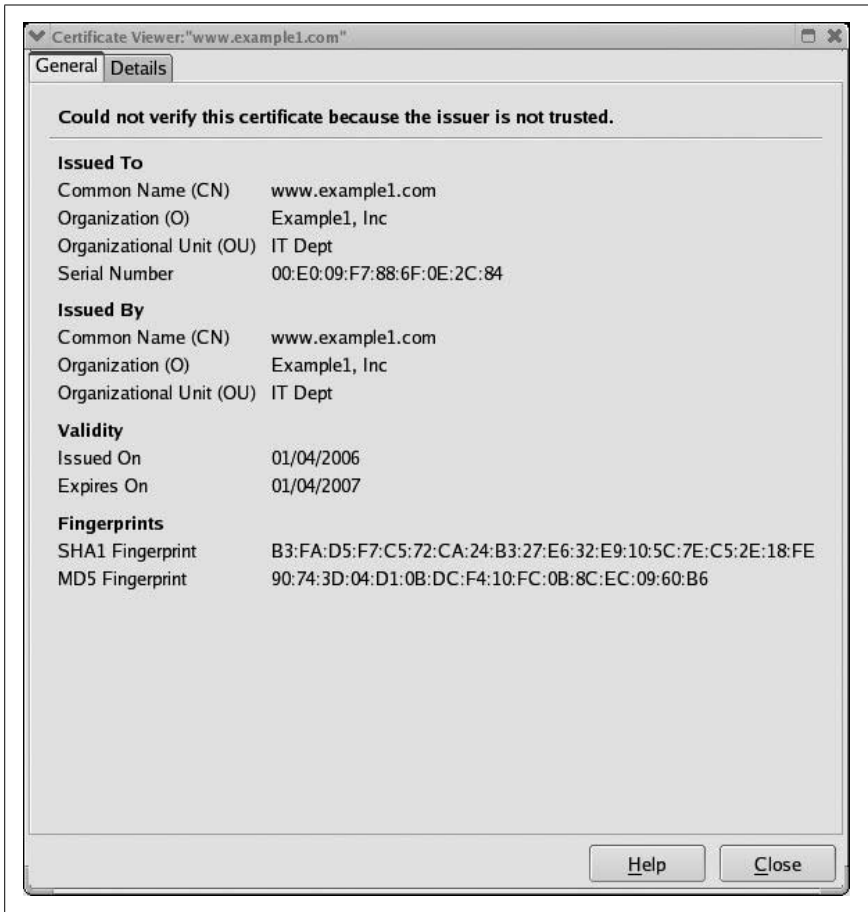 Certificate Viewer:"www.example1.com"
General Details
Could not verify this certificate because the issuer is not trusted.
Issued To
Common Name (CN) www.example1.com
Organization (O) Example1, Inc
Organizational Unit (OU) IT Dept
Serial Number 00:E0:09:F7:88:6F:0E:2C:84
Issued By
Common Name (CN) www.example1.com
Organization (O) Example1, Inc
Organizational Unit (OU) IT Dept
Validity
Issued On 01/04/2006
Expires On 01/04/2007
Fingerprints
SHA1 Fingerprint B3:FA:D5:F7:C5:72:CA:24:B3:27:E6:32:E9:10:5C:7E:C5:2E:18:FE
MD5 Fingerprint 90:74:3D:04:D1:0B:DC:F4:10:FC:0B:8C:EC:09:60:B6
Help Close